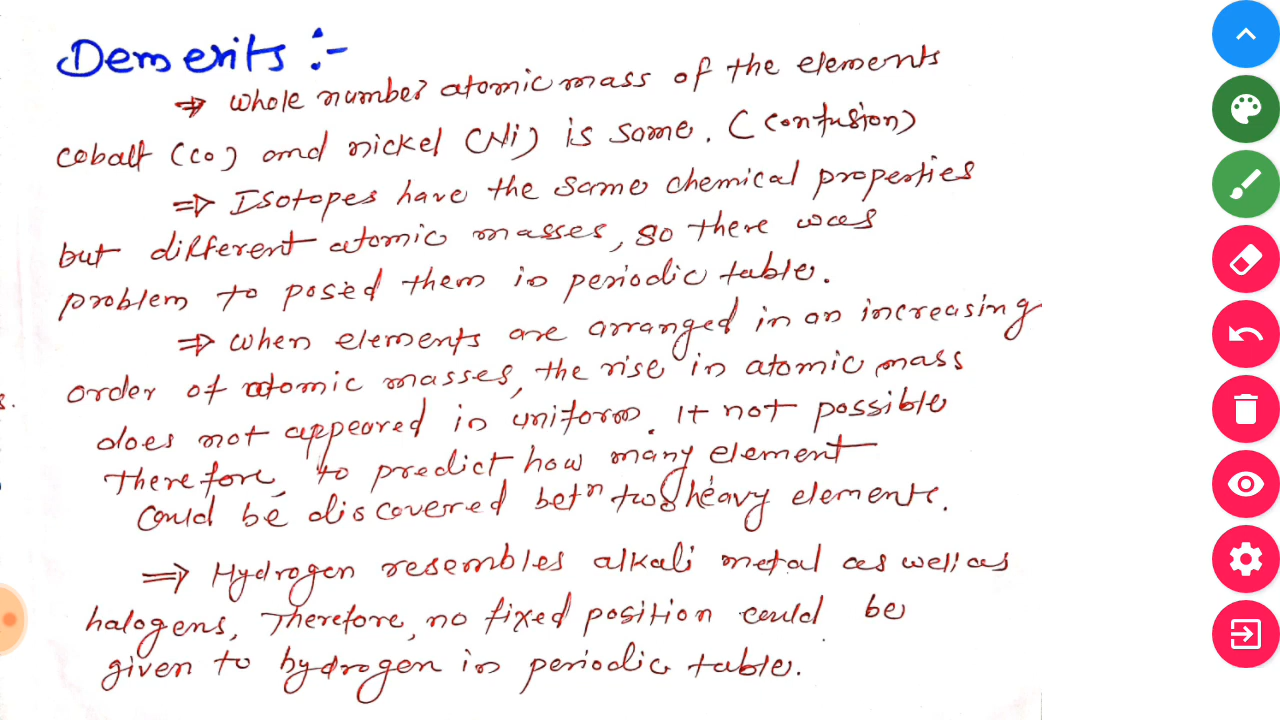 Demerits :-
⇒ whole number atomic mass of the elements
cobalt (Co) and nickel (Ni) is same. (confusion)
⇒ Isotopes have the same chemical properties
but different atomic masses, so there was
problem to posed them in periodic table.
⇒ when elements are arranged in an increasing
order of atomic masses, the rise in atomic mass
does not appeared in uniform. It not possible
therefore, to predict how many element
could be discovered betn two heavy elements.
⇒ Hydrogen resembles alkali metal as well as
halogens, Therefore, no fixed position could be
given to hydrogen in periodic table.